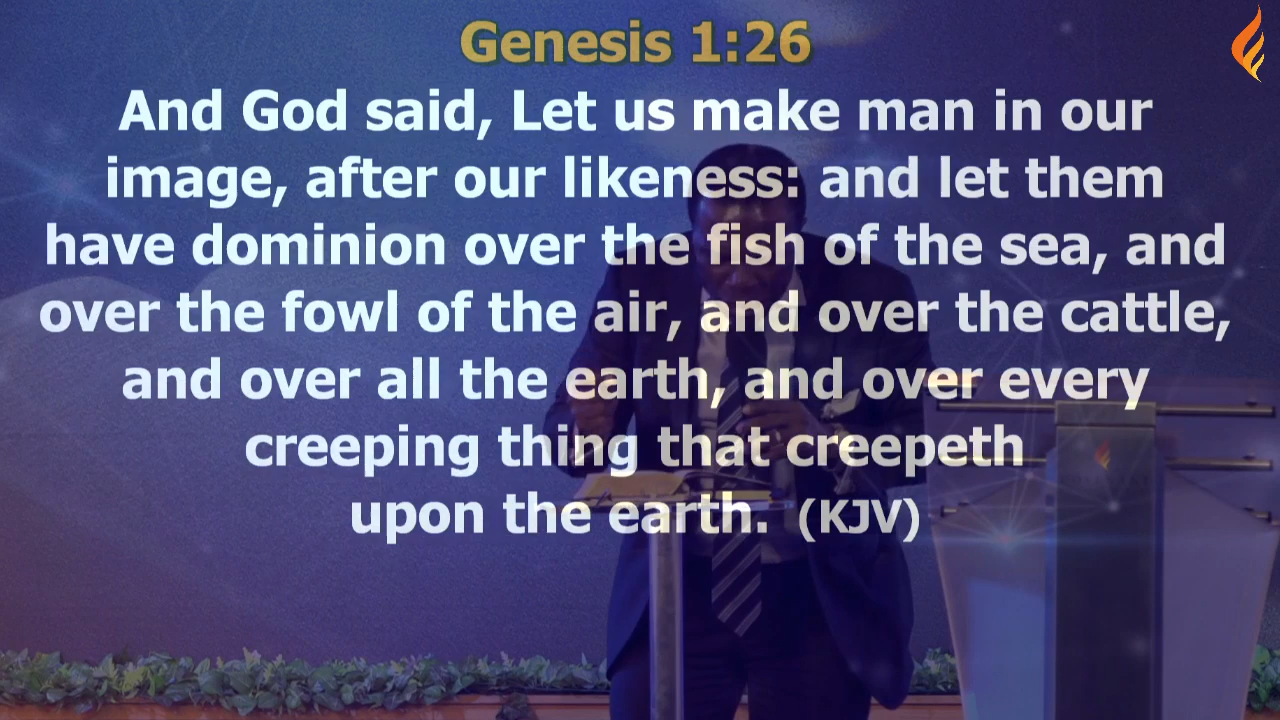 Genesis 1:26
And God said, Let us make man in our
image, after our likeness: and let them
have dominion over the fish of the sea, and
over the fowl of the air, and over the cattle,
and over all the earth, and over every
creeping thing that creepeth
upon the earth. (KJV)